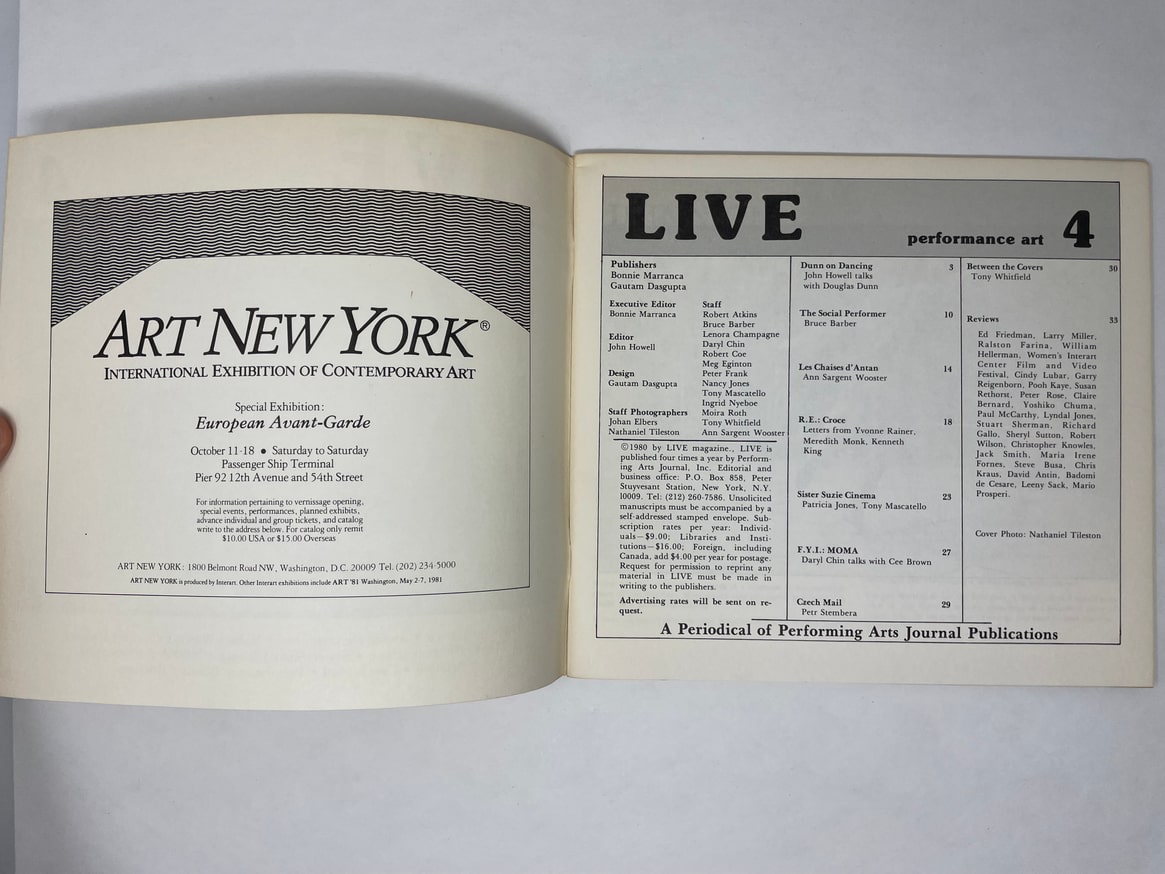 ART NEW YORK®
INTERNATIONAL EXHIBITION OF CONTEMPORARY ART
Special Exhibition:
European Avant-Garde
October 11-18 • Saturday to Saturday
Passenger Ship Terminal
Pier 92 12th Avenue and 54th Street
For information pertaining to vernissage opening,
special events, performances, planned exhibits,
advance individual and group tickets, and catalog
write to the address below. For catalog only remit
$10.00 USA or $15.00 Overseas
ART NEW YORK: 1800 Belmont Road NW, Washington, D.C. 20009 Tel. (202) 234-5000
ART NEW YORK is produced by Interart. Other Interart exhibitions include ART '81 Washington, May 2-7, 1981
LIVE
performance art 4
Publishers
Bonnie Marranca
Gautam Dasgupta
Executive Editor
Bonnie Marranca
Editor
John Howell
Design
Gautam Dasgupta
Staff Photographers
Johan Elbers
Nathaniel Tileston
Staff
Robert Atkins
Bruce Barber
Lenora Champagne
Daryl Chin
Robert Coe
Meg Eginton
Peter Frank
Nancy Jones
Tony Mascatello
Ingrid Nyeboe
Moira Roth
Tony Whitfield
Ann Sargent Wooster
©1980 by LIVE magazine., LIVE is
published four times a year by Perform-
ing Arts Journal, Inc. Editorial and
business office: P.O. Box 858, Peter
Stuyvesant Station, New York, N.Y.
10009. Tel: (212) 260-7586. Unsolicited
manuscripts must be accompanied by a
self-addressed stamped envelope. Sub-
scription rates per year: Individ-
uals—$9.00; Libraries and Insti-
tutions—$16.00; Foreign, including
Canada, add $4.00 per year for postage.
Request for permission to reprint any
material in LIVE must be made in
writing to the publishers.
Advertising rates will be sent on re-
quest.
Dunn on Dancing 3
John Howell talks
with Douglas Dunn
The Social Performer 10
Bruce Barber
Les Chaises d'Antan 14
Ann Sargent Wooster
R.E.: Croce 18
Letters from Yvonne Rainer,
Meredith Monk, Kenneth
King
Sister Suzie Cinema 23
Patricia Jones, Tony Mascatello
F.Y.I.: MOMA 27
Daryl Chin talks with Cee Brown
Czech Mail 29
Petr Stembera
Between the Covers 30
Tony Whitfield
Reviews 33
Ed Friedman, Larry Miller,
Ralston Farina, William
Hellerman, Women's Interart
Center Film and Video
Festival, Cindy Lubar, Garry
Reigenborn, Pooh Kaye, Susan
Rethorst, Peter Rose, Claire
Bernard, Yoshiko Chuma,
Paul McCarthy, Lyndal Jones,
Stuart Sherman, Richard
Gallo, Sheryl Sutton, Robert
Wilson, Christopher Knowles,
Jack Smith, Maria Irene
Fornes, Steve Busa, Chris
Kraus, David Antin, Badomi
de Cesare, Leeny Sack, Mario
Prosperi.
Cover Photo: Nathaniel Tileston
A Periodical of Performing Arts Journal Publications